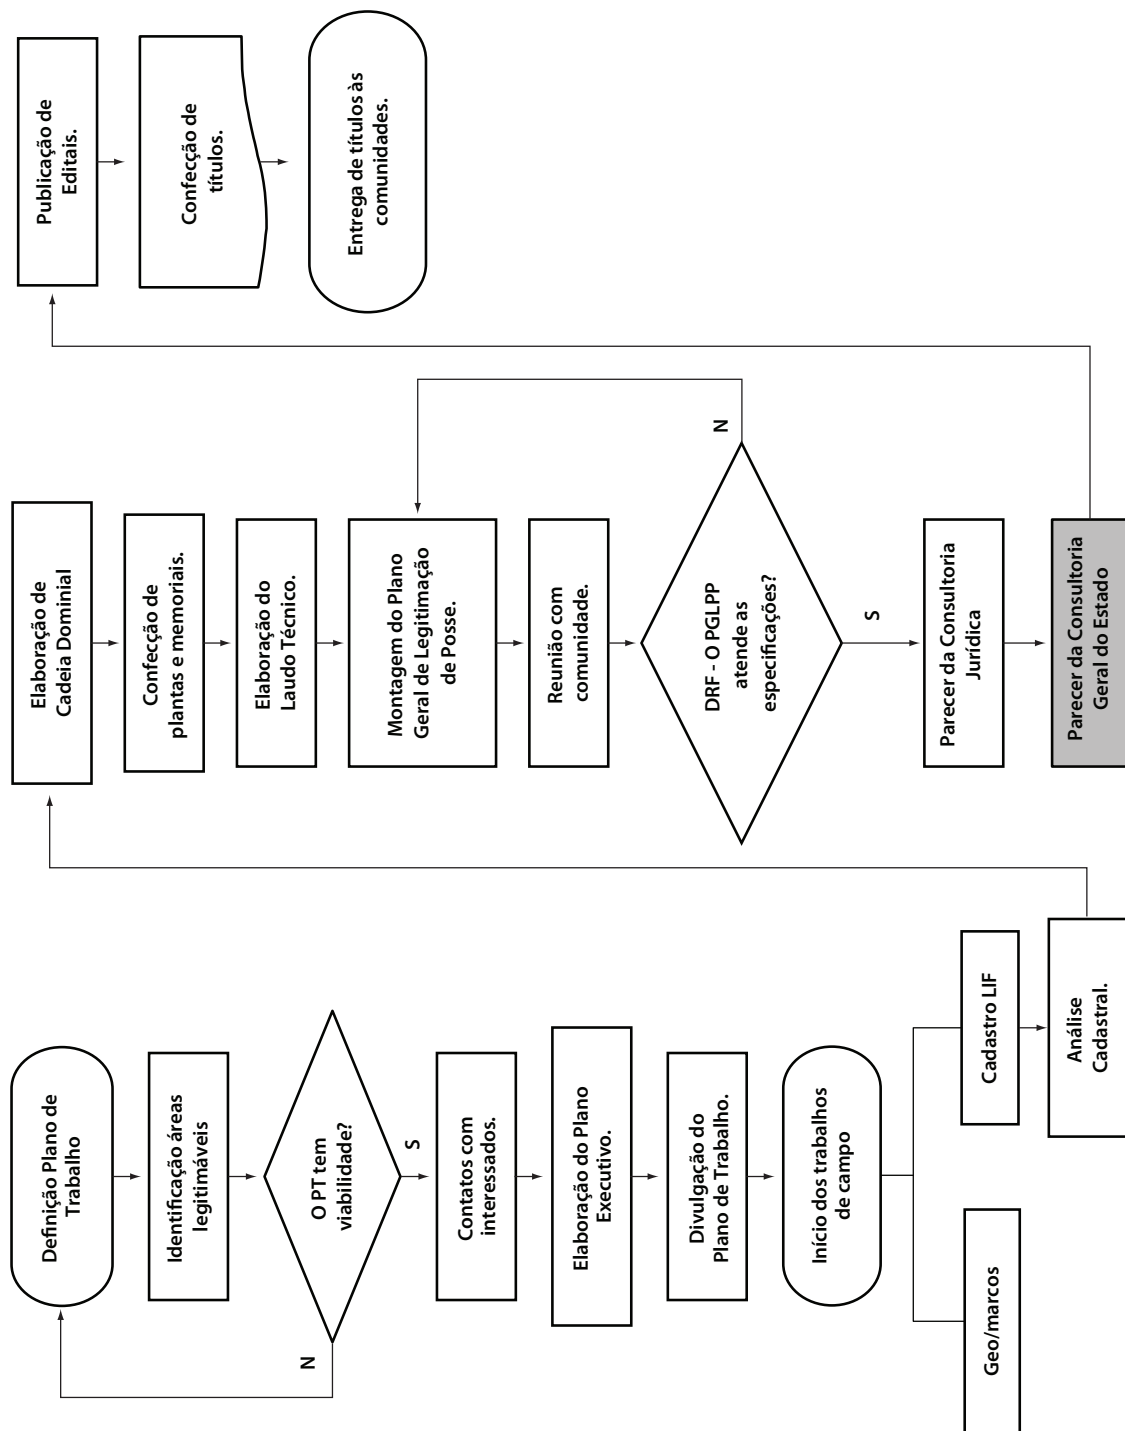 Definição Plano de
Trabalho
Identificação áreas
legitimáveis
O PT tem
viabilidade?
N
S
Contatos com
interessados.
Elaboração do Plano
Executivo.
Divulgação do
Plano de Trabalho.
Início dos trabalhos
de campo
Geo/marcos
Cadastro LIF
Análise
Cadastral.
Elaboração de
Cadeia Dominial
Confecção de
plantas e memoriais.
Elaboração do
Laudo Técnico.
Montagem do Plano
Geral de Legitimação
de Posse.
Reunião com
comunidade.
DRF - O PGLPP
atende as
especificações?
N
S
Parecer da Consultoria
Jurídica
Parecer da Consultoria
Geral do Estado
Publicação de
Editais.
Confecção de
títulos.
Entrega de títulos às
comunidades.